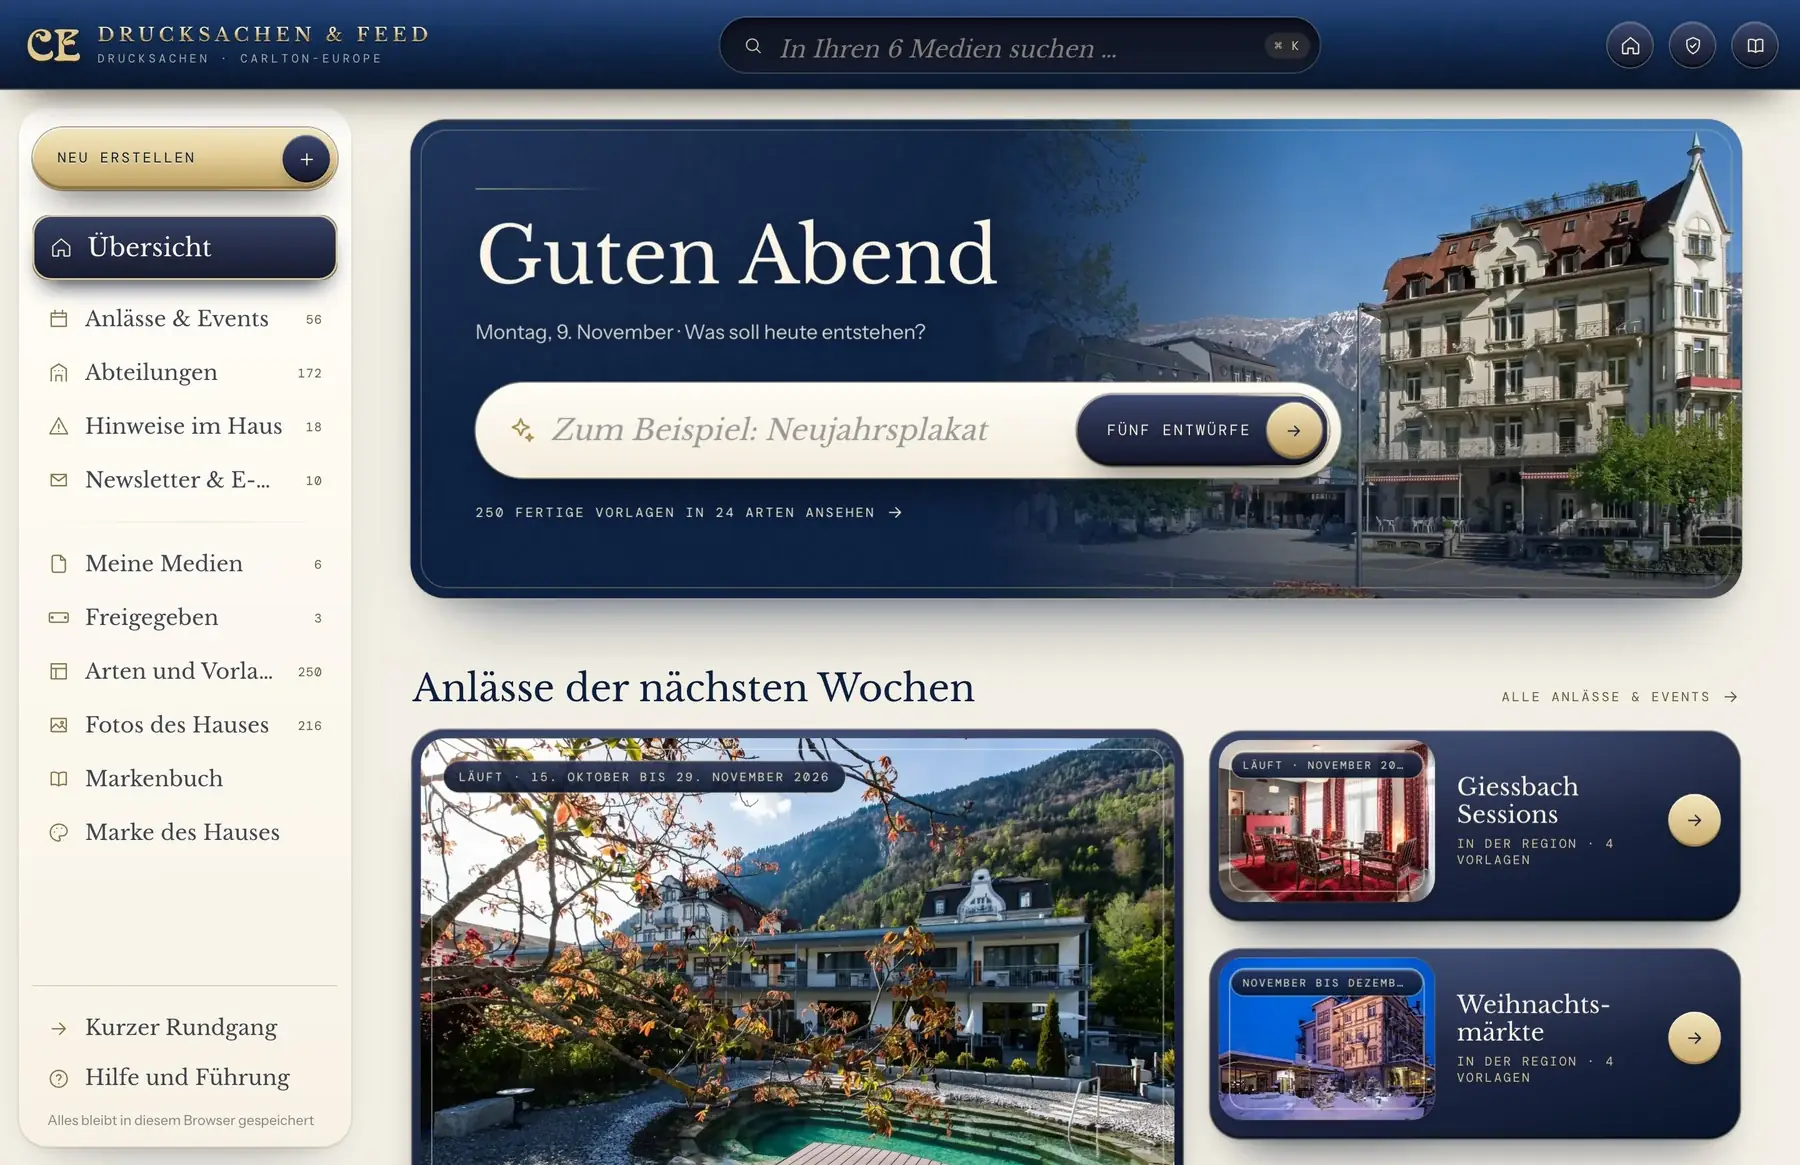 CE DRUCKSACHEN & FEED
DRUCKSACHEN · CARLTON-EUROPE
In Ihren 6 Medien suchen ...
⌘ K
NEU ERSTELLEN
Übersicht
Anlässe & Events 56
Abteilungen 172
Hinweise im Haus 18
Newsletter & E-... 10
Meine Medien 6
Freigegeben 3
Arten und Vorla... 250
Fotos des Hauses 216
Markenbuch
Marke des Hauses
Kurzer Rundgang
Hilfe und Führung
Alles bleibt in diesem Browser gespeichert
Guten Abend
Montag, 9. November · Was soll heute entstehen?
Zum Beispiel: Neujahrsplakat
FÜNF ENTWÜRFE →
250 FERTIGE VORLAGEN IN 24 ARTEN ANSEHEN →
Anlässe der nächsten Wochen
ALLE ANLÄSSE & EVENTS →
LÄUFT · 15. OKTOBER BIS 29. NOVEMBER 2026
LÄUFT · NOVEMBER 20...
Giessbach
Sessions
IN DER REGION · 4
VORLAGEN
NOVEMBER BIS DEZEMB...
Weihnachts-
märkte
IN DER REGION · 4
VORLAGEN